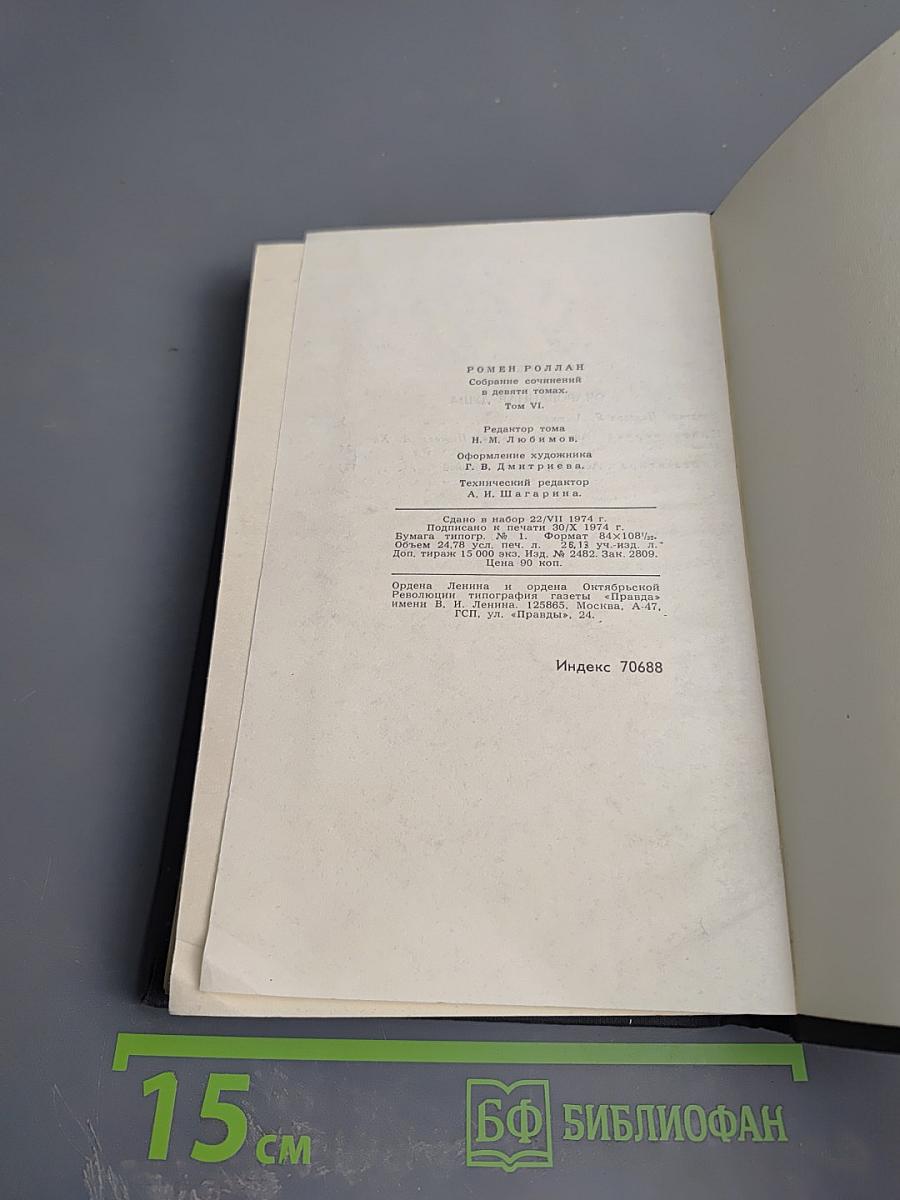 РОМЕН РОЛЛАН
Собрание сочинений
в девяти томах.
Том VI.
Редактор тома
Н. М. Любимов.
Оформление художника
Г. В. Дмитриева.
Технический редактор
А. И. Шагарина.
Сдано в набор 22/VII 1974 г.
Подписано к печати 30/X 1974 г.
Бумага типогр. № 1. Формат 84×108¹/₃₂.
Объем 24,78 усл. печ. л. 26,13 уч.-изд. л.
Доп. тираж 15 000 экз. Изд. № 2482. Зак. 2809.
Цена 90 коп.
Ордена Ленина и ордена Октябрьской
Революции типография газеты «Правда»
имени В. И. Ленина. 125865, Москва, А-47,
ГСП, ул. «Правды», 24.
Индекс 70688
15 см
БФ БИБЛИОФАН